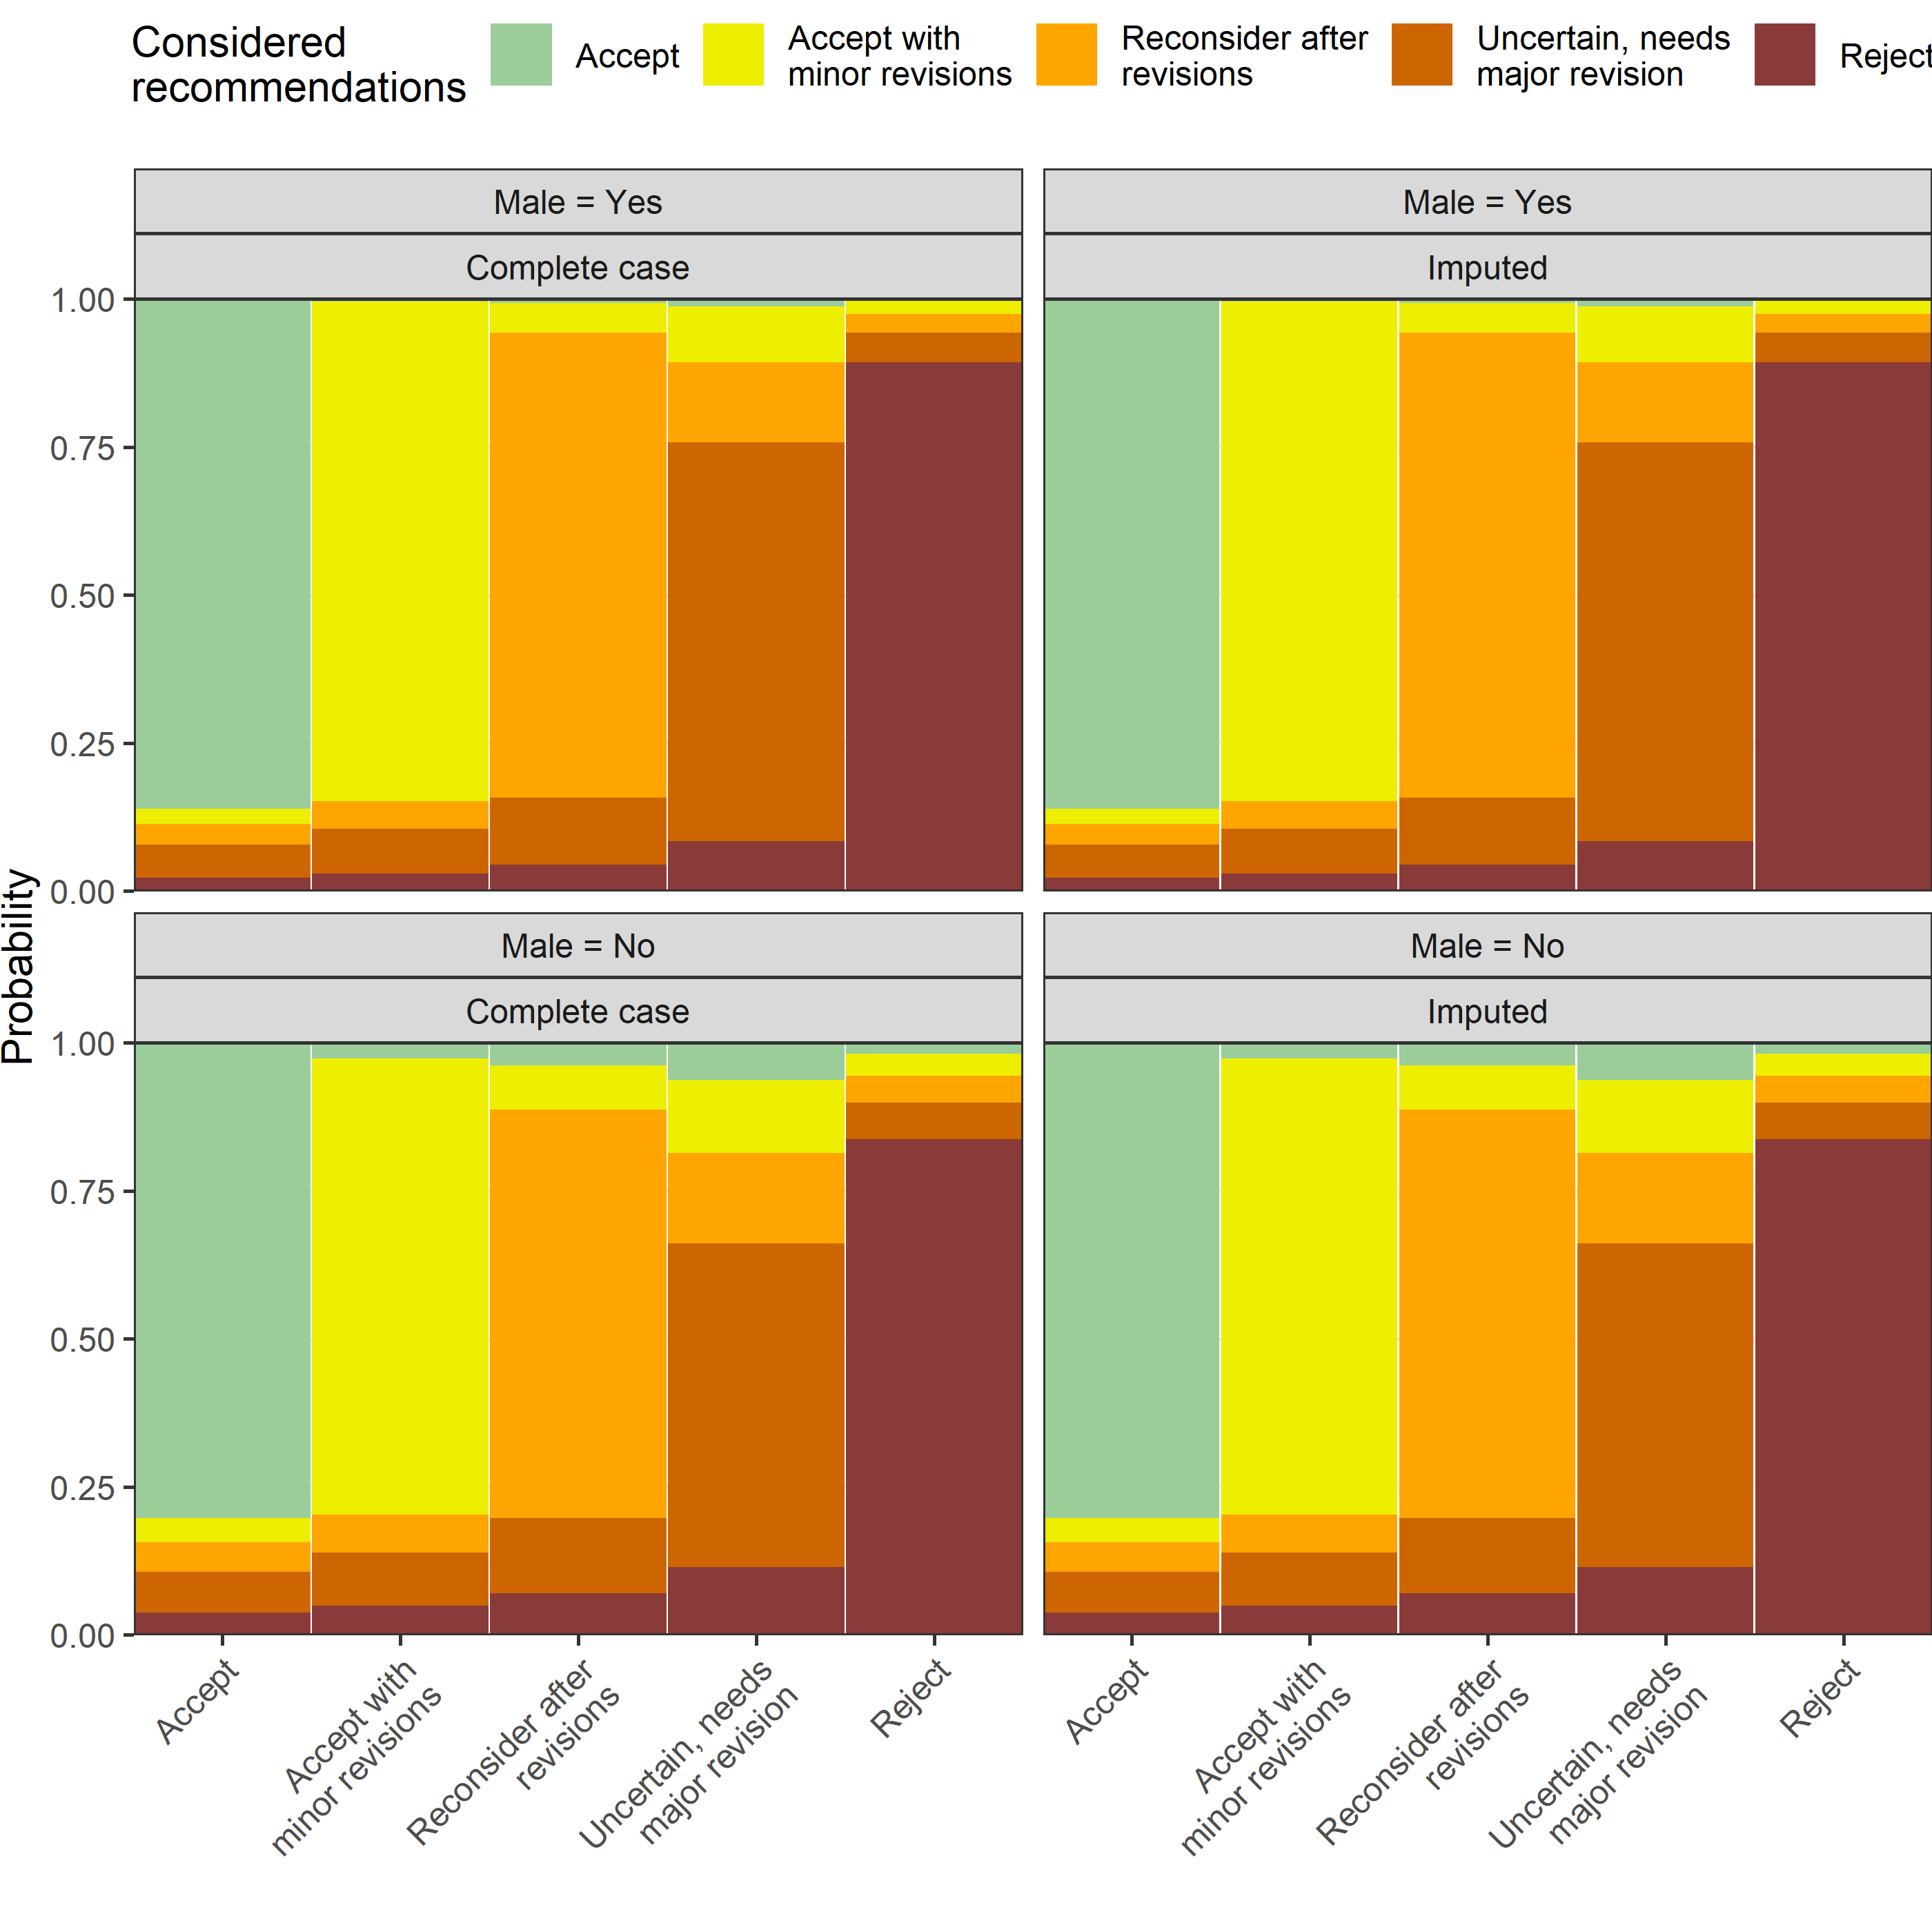 Considered
recommendations
Accept
Accept with
minor revisions
Reconsider after
revisions
Uncertain, needs
major revision
Reject
Male = Yes
Male = Yes
Complete case
Imputed
1.00
0.75
0.50
0.25
0.00
Male = No
Male = No
Complete case
Imputed
Probability
1.00
0.75
0.50
0.25
0.00
Accept
Accept with
minor revisions
Reconsider after
revisions
Uncertain, needs
major revision
Reject
Accept
Accept with
minor revisions
Reconsider after
revisions
Uncertain, needs
major revision
Reject